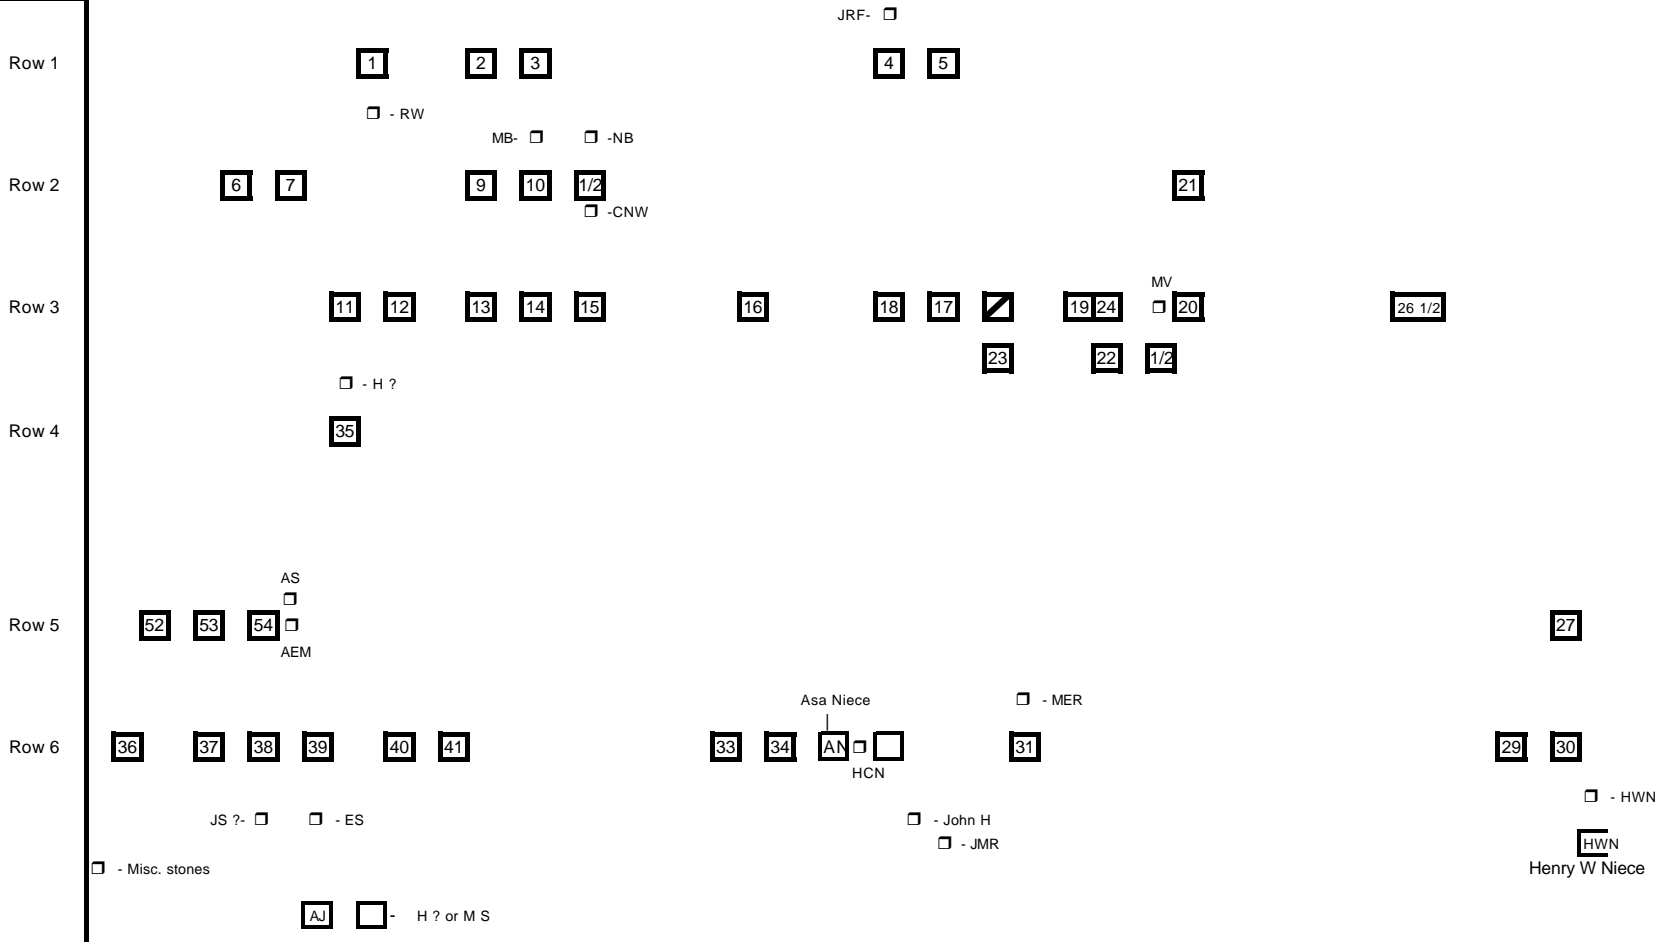 JRF-
Row 1 1 2 3 4 5
- RW
MB- -NB
Row 2 6 7 9 10 1/2 21
-CNW
MV
Row 3 11 12 13 14 15 16 18 17 19 24 20 26 1/2
23 22 1/2
- H ?
Row 4 35
AS
Row 5 52 53 54 27
AEM
Asa Niece - MER
Row 6 36 37 38 39 40 41 33 34 AN 31 29 30
HCN
- HWN
JS ?- - ES - John H
- JMR HWN
- Misc. stones Henry W Niece
AJ - H ? or M S